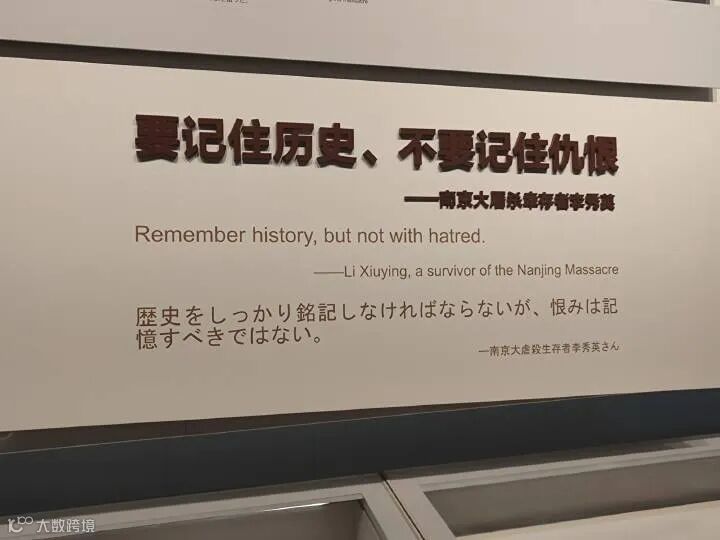 要记住历史、不要记住仇恨
——南京大屠杀幸存者李秀英
Remember history, but not with hatred.
——Li Xiuying, a survivor of the Nanjing Massacre
歴史をしっかり銘記しなければならないが、恨みは記
憶すべきではない。
—南京大虐殺生存者李秀英さん
大数跨境